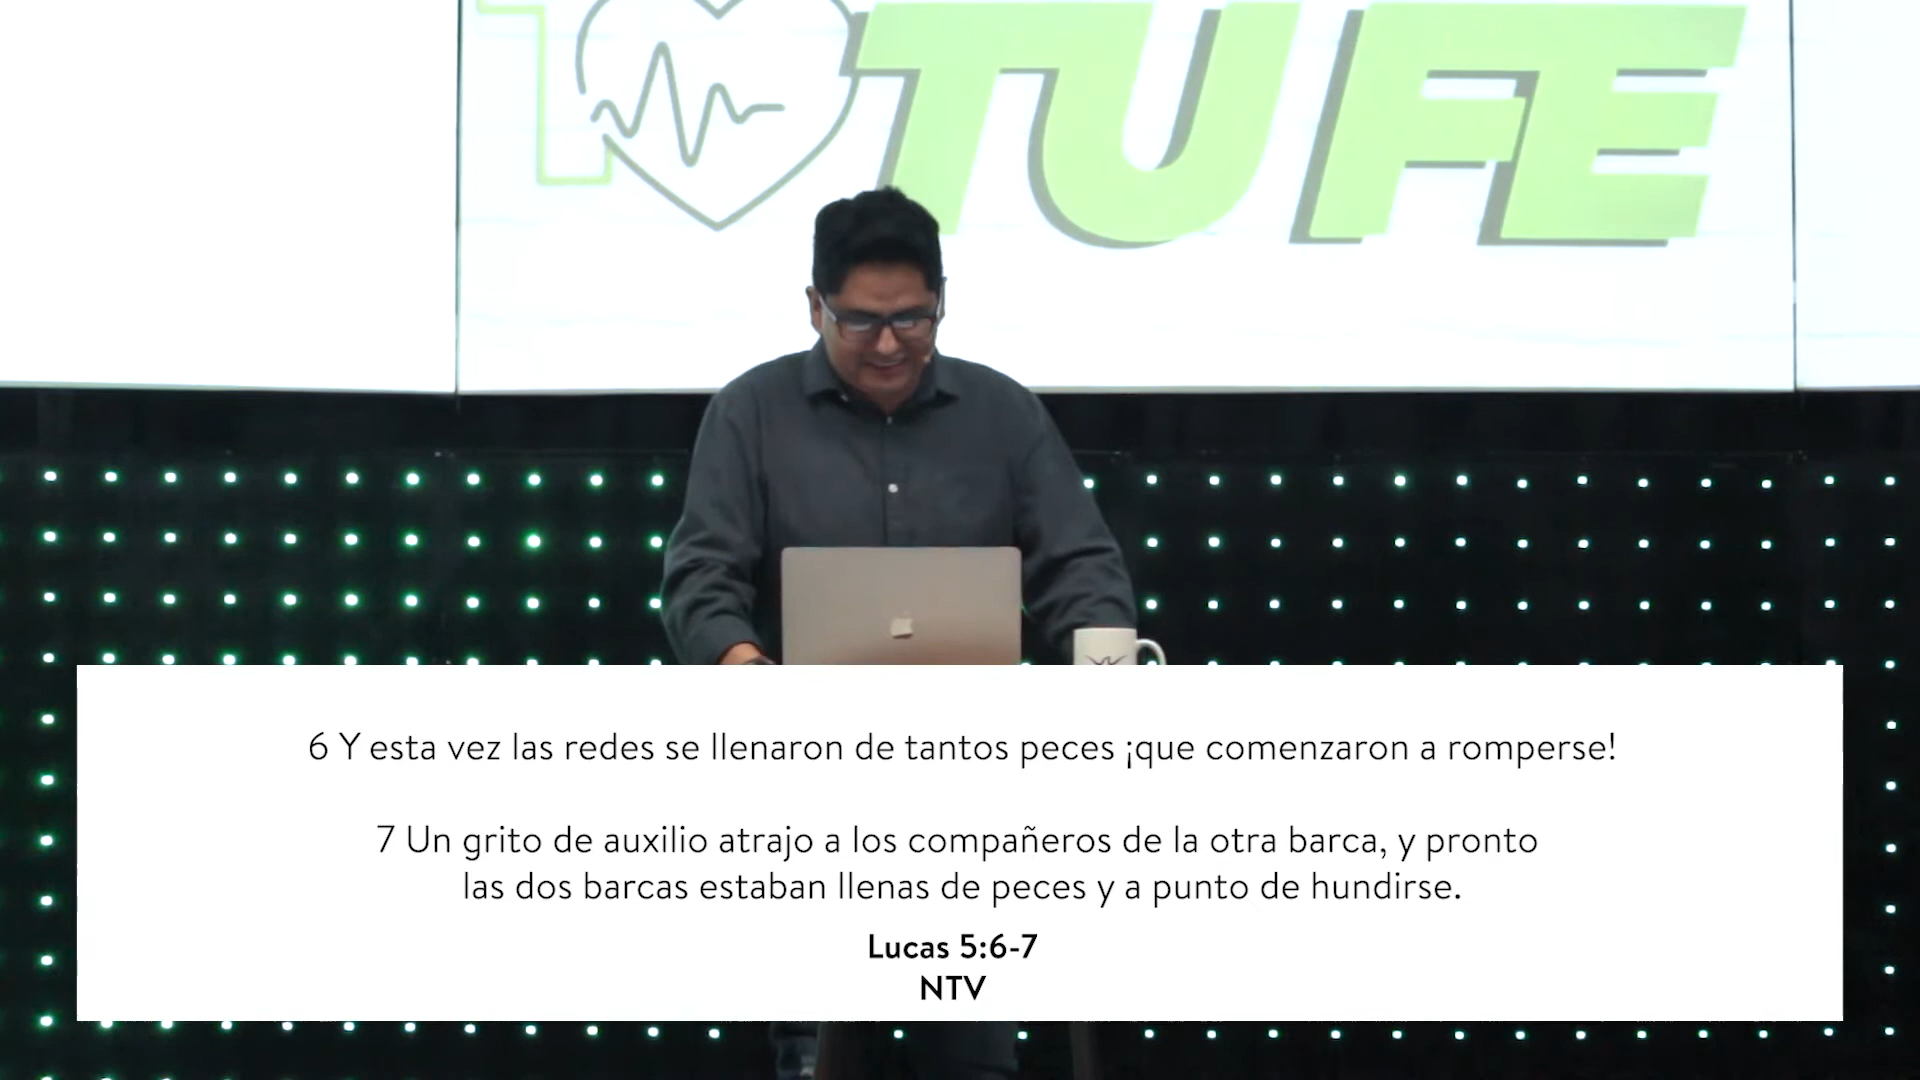 TU FE
6 Y esta vez las redes se llenaron de tantos peces ¡que comenzaron a romperse!
7 Un grito de auxilio atrajo a los compañeros de la otra barca, y pronto
las dos barcas estaban llenas de peces y a punto de hundirse.
Lucas 5:6-7
NTV